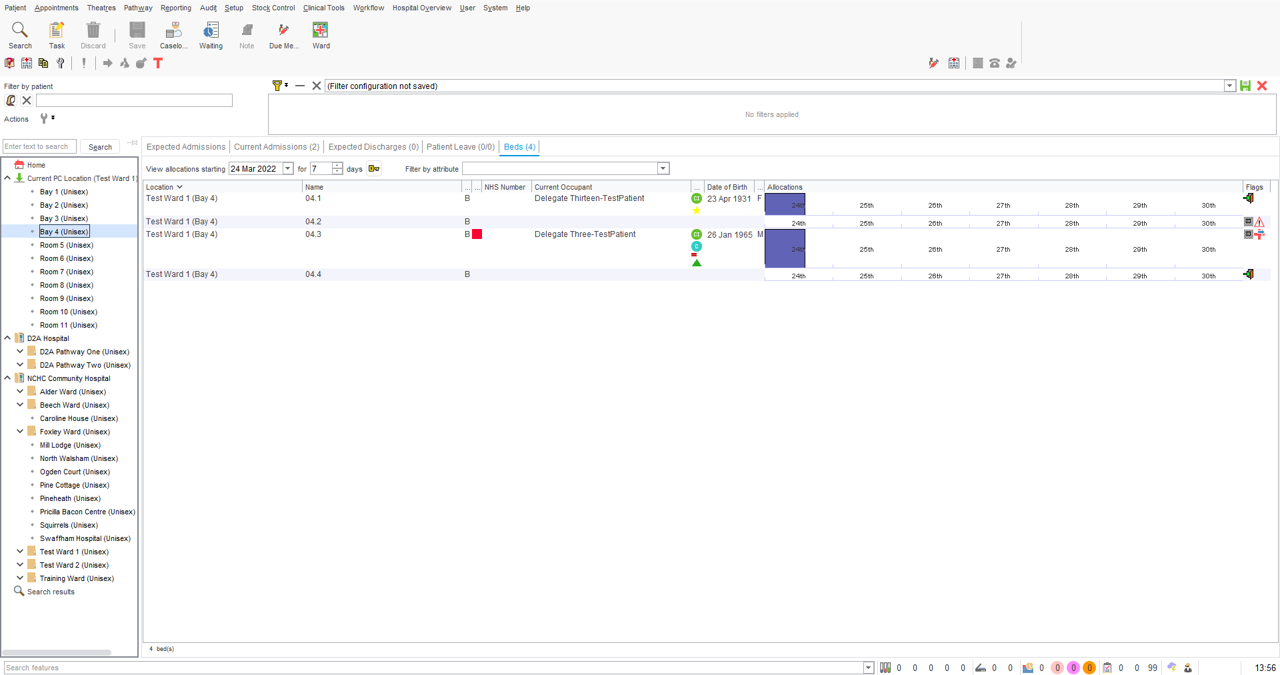 Patient Appointments Theatres Pathway Reporting Audit Setup Stock Control Clinical Tools Workflow Hospital Overview User System Help
Search Task Discard Save Caselo... Waiting Note Due Me... Ward
Filter by patient
(Filter configuration not saved)
No filters applied
Actions
Enter text to search Search
Home
Current PC Location (Test Ward 1)
Bay 1 (Unisex)
Bay 2 (Unisex)
Bay 3 (Unisex)
Bay 4 (Unisex)
Room 5 (Unisex)
Room 6 (Unisex)
Room 7 (Unisex)
Room 8 (Unisex)
Room 9 (Unisex)
Room 10 (Unisex)
Room 11 (Unisex)
D2A Hospital
D2A Pathway One (Unisex)
D2A Pathway Two (Unisex)
NCHC Community Hospital
Alder Ward (Unisex)
Beech Ward (Unisex)
Caroline House (Unisex)
Foxley Ward (Unisex)
Mill Lodge (Unisex)
North Walsham (Unisex)
Ogden Court (Unisex)
Pine Cottage (Unisex)
Pineheath (Unisex)
Pricilla Bacon Centre (Unisex)
Squirrels (Unisex)
Swaffham Hospital (Unisex)
Test Ward 1 (Unisex)
Test Ward 2 (Unisex)
Training Ward (Unisex)
Search results
Expected Admissions Current Admissions (2) Expected Discharges (0) Patient Leave (0/0) Beds (4)
View allocations starting 24 Mar 2022 for 7 days Filter by attribute
Location Name ... ... NHS Number Current Occupant ... Date of Birth ... Allocations Flags
Test Ward 1 (Bay 4) 04.1 B Delegate Thirteen-TestPatient CI 23 Apr 1931 F
24th 25th 26th 27th 28th 29th 30th
Test Ward 1 (Bay 4) 04.2 B
24th 25th 26th 27th 28th 29th 30th
Test Ward 1 (Bay 4) 04.3 B Delegate Three-TestPatient CI 26 Jan 1965 M
C 24th 25th 26th 27th 28th 29th 30th
Test Ward 1 (Bay 4) 04.4 B
24th 25th 26th 27th 28th 29th 30th
4 bed(s)
Search features 0 0 0 0 0 0 0 0 0 0 0 0 0 99 13:56